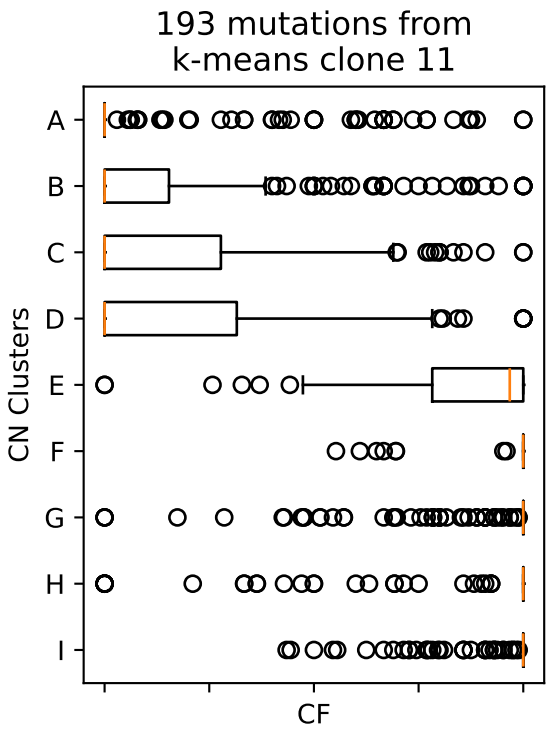 193 mutations from
k-means clone 11
CN Clusters
A
B
C
D
E
F
G
H
I
CF